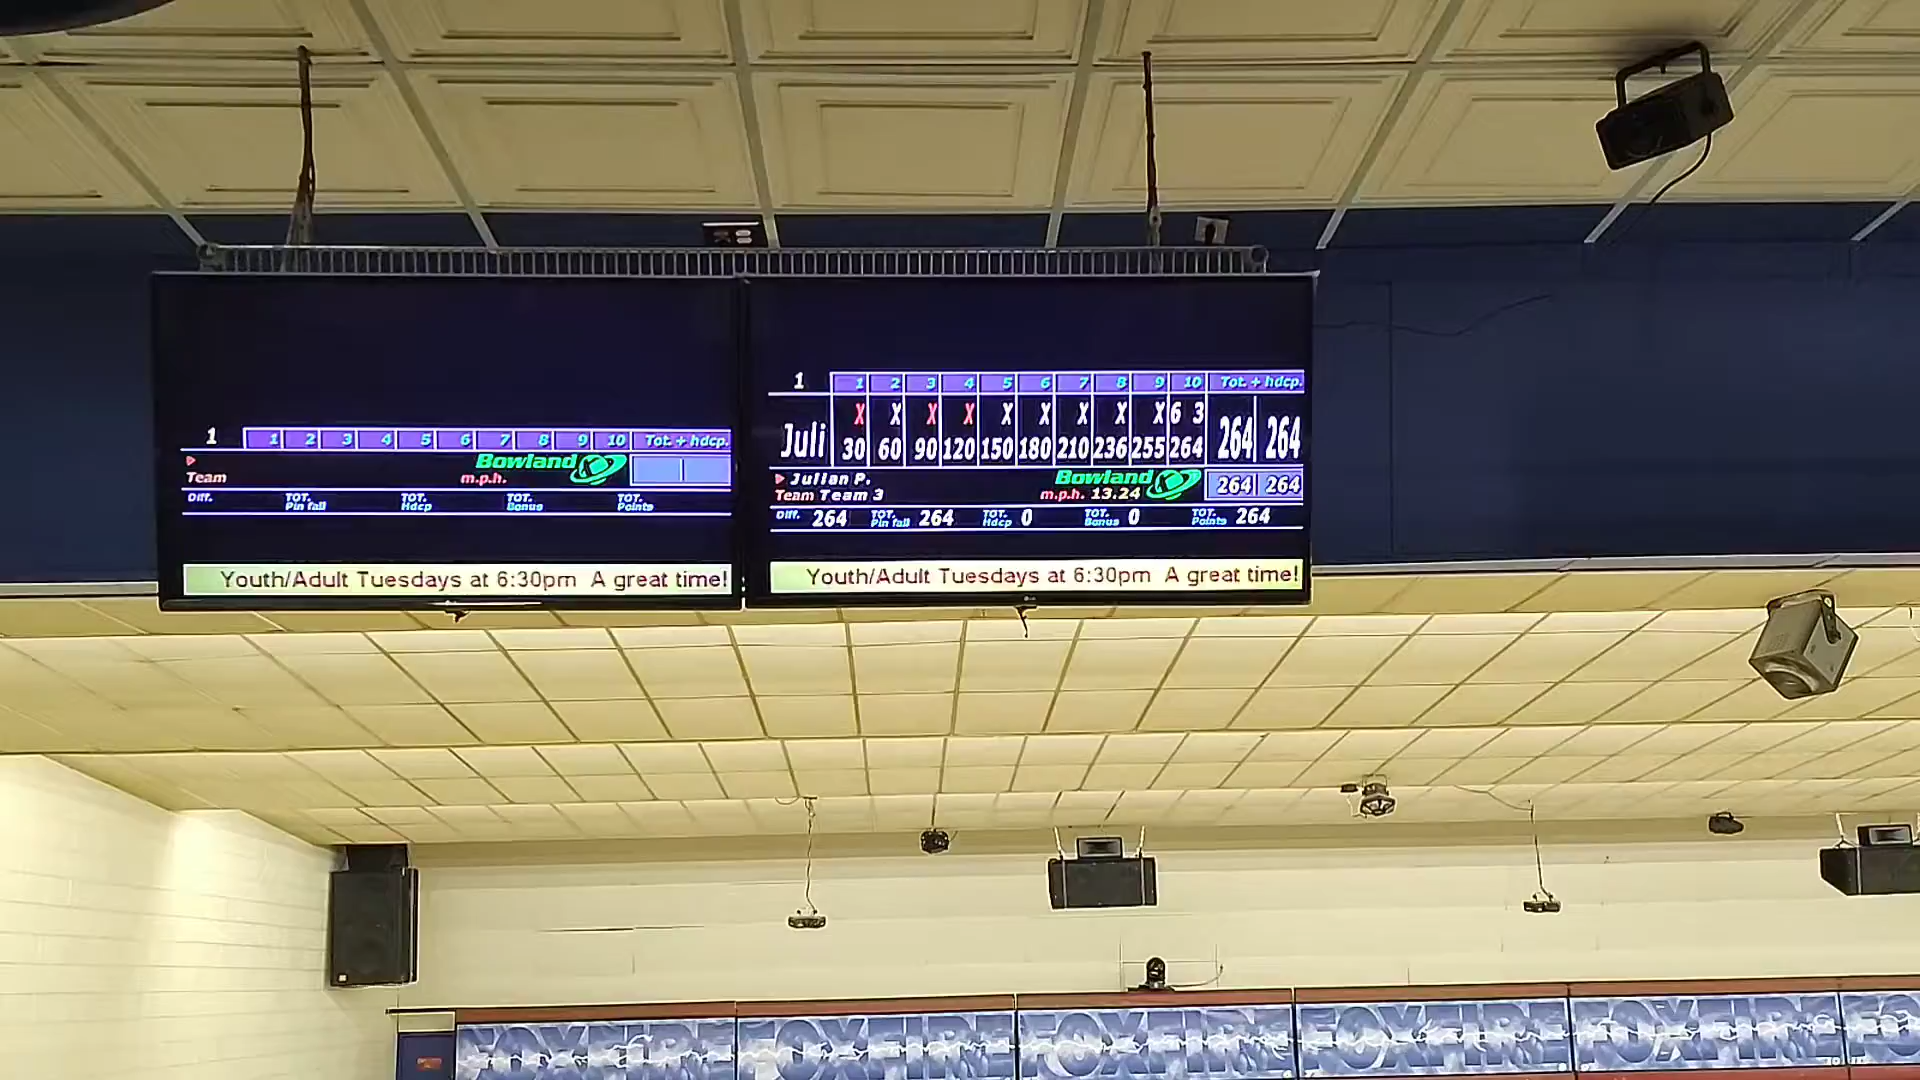 1 1 2 3 4 5 6 7 8 9 10 Tot. + hdcp.
Bowland
Team m.p.h.
Diff. TOT. Pin fall TOT. Hdcp TOT. Bonus TOT. Points
Youth/Adult Tuesdays at 6:30pm A great time!
1 1 2 3 4 5 6 7 8 9 10 Tot. + hdcp.
X X X X X X X X X 6 3
Juli 30 60 90 120 150 180 210 236 255 264 264 264
Julian P. Bowland 264 264
Team Team 3 m.p.h. 13.24
Diff. 264 TOT. Pin fall 264 TOT. Hdcp 0 TOT. Bonus 0 TOT. Points 264
Youth/Adult Tuesdays at 6:30pm A great time!
FOXFIRE FOXFIRE FOXFIRE FOXFIRE FOXFIRE